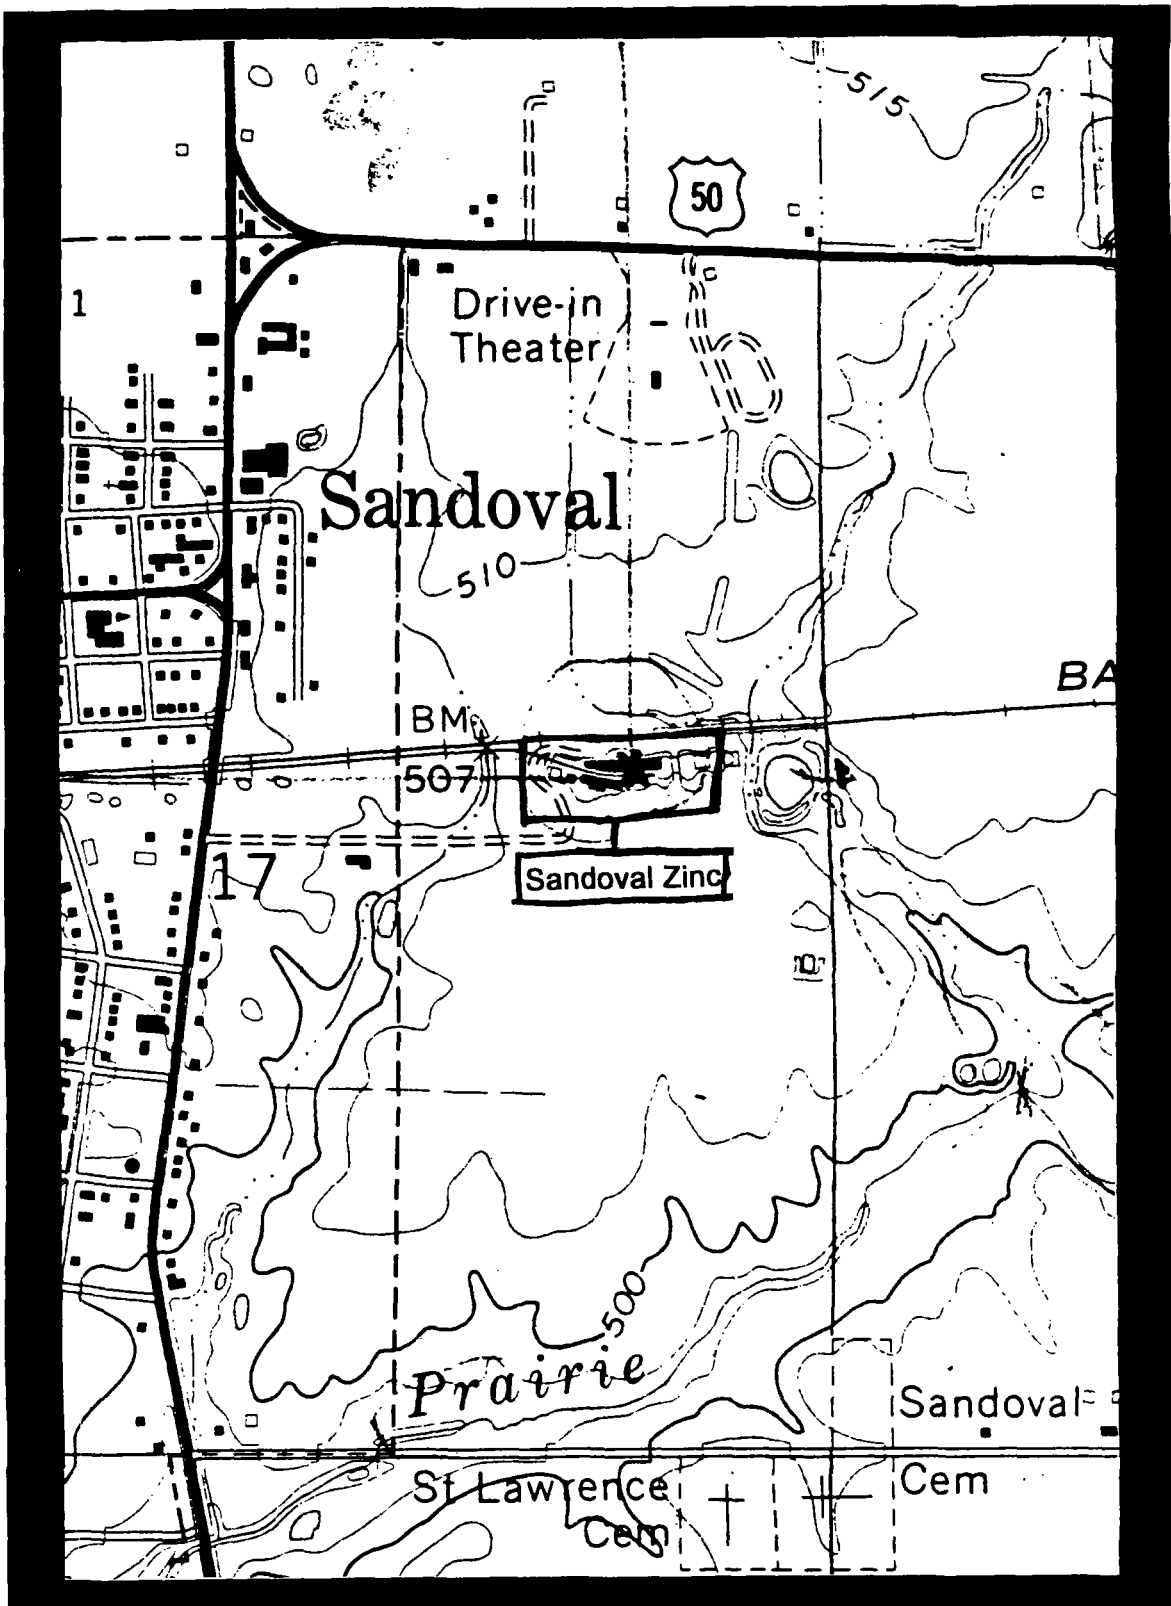 515
50
1
Drive-in
Theater
Sandoval
510
BA
BM
507
17
Sandoval Zinc
500
Prairie
Sandoval
Cem
St Lawrence
Cem